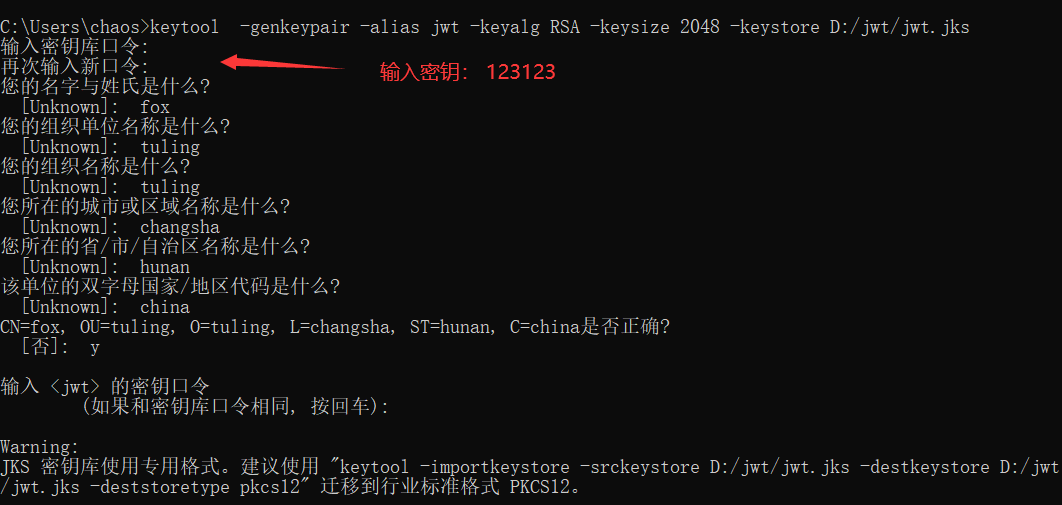 C:\Users\chaos>keytool  -genkeypair -alias jwt -keyalg RSA -keysize 2048 -keystore D:/jwt/jwt.jks
输入密钥库口令:
再次输入新口令:
输入密钥： 123123
您的名字与姓氏是什么?
  [Unknown]:  fox
您的组织单位名称是什么?
  [Unknown]:  tuling
您的组织名称是什么?
  [Unknown]:  tuling
您所在的城市或区域名称是什么?
  [Unknown]:  changsha
您所在的省/市/自治区名称是什么?
  [Unknown]:  hunan
该单位的双字母国家/地区代码是什么?
  [Unknown]:  china
CN=fox, OU=tuling, O=tuling, L=changsha, ST=hunan, C=china是否正确?
  [否]:  y
输入 <jwt> 的密钥口令
        (如果和密钥库口令相同, 按回车):
Warning:
JKS 密钥库使用专用格式。建议使用 "keytool -importkeystore -srckeystore D:/jwt/jwt.jks -destkeystore D:/jwt
/jwt.jks -deststoretype pkcs12" 迁移到行业标准格式 PKCS12。